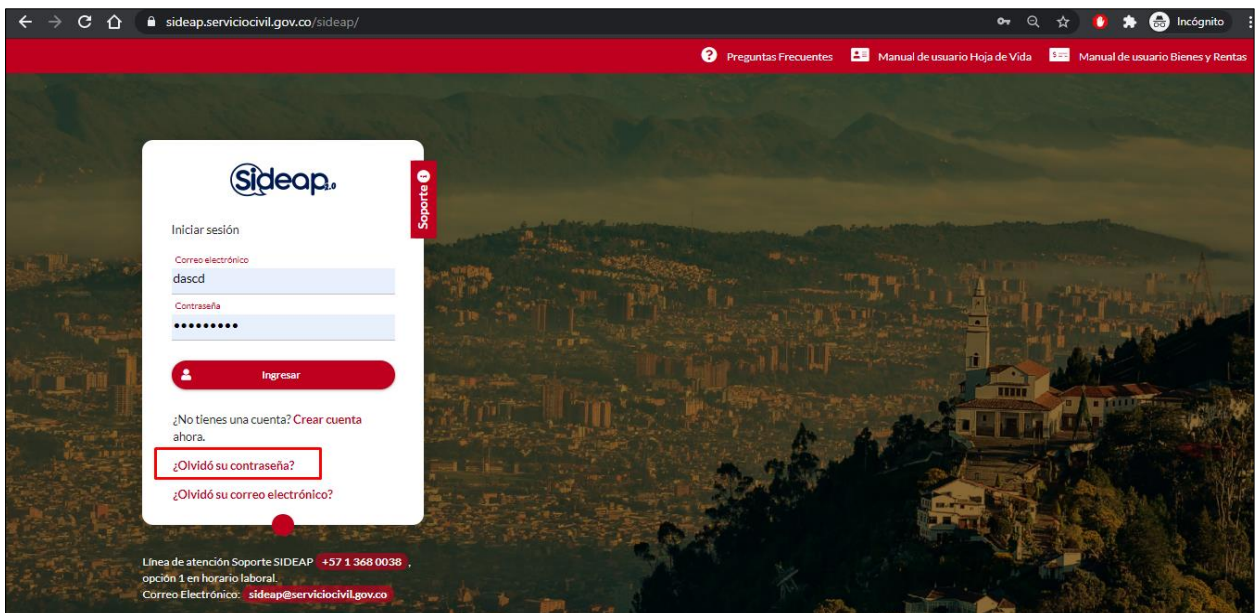 sideap.serviciocivil.gov.co/sideap/
Incógnito
Preguntas Frecuentes Manual de usuario Hoja de Vida Manual de usuario Bienes y Rentas
Sideap 2.0
Soporte
Iniciar sesión
Correo electrónico
dascd
Contraseña
•••••••••
Ingresar
¿No tienes una cuenta? Crear cuenta
ahora.
¿Olvidó su contraseña?
¿Olvidó su correo electrónico?
Línea de atención Soporte SIDEAP +57 1 368 0038 ,
opción 1 en horario laboral.
Correo Electrónico: sideap@serviciocivil.gov.co